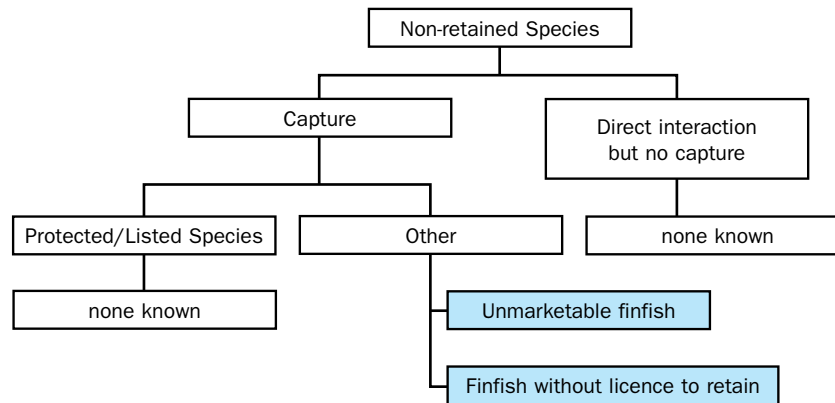 Non-retained Species
Capture
Direct interaction
but no capture
Protected/Listed Species
Other
none known
none known
Unmarketable finfish
Finfish without licence to retain